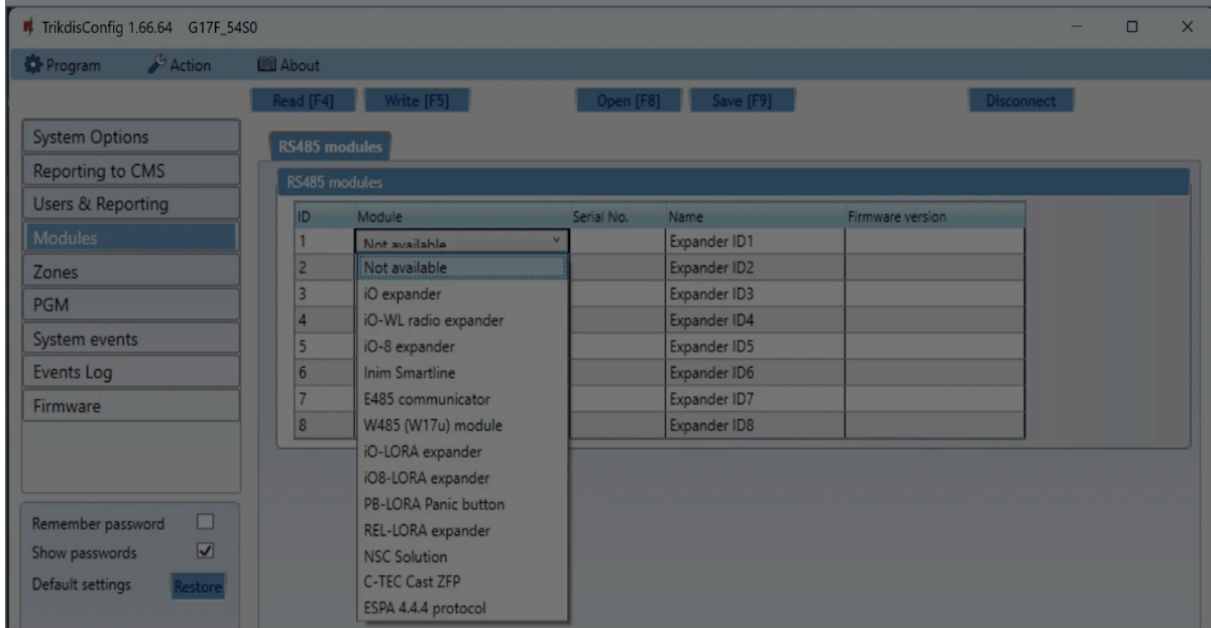 TrikdisConfig 1.66.64 G17F_54S0
Program Action About
Read [F4] Write [F5] Open [F8] Save [F9] Disconnect
System Options
Reporting to CMS
Users & Reporting
Modules
Zones
PGM
System events
Events Log
Firmware
Remember password
Show passwords
Default settings Restore
RS485 modules
RS485 modules
ID Module Serial No. Name Firmware version
1 Not available Expander ID1
2 Expander ID2
3 Expander ID3
4 Expander ID4
5 Expander ID5
6 Expander ID6
7 Expander ID7
8 Expander ID8
Not available
iO expander
iO-WL radio expander
iO-8 expander
Inim Smartline
E485 communicator
W485 (W17u) module
iO-LORA expander
iO8-LORA expander
PB-LORA Panic button
REL-LORA expander
NSC Solution
C-TEC Cast ZFP
ESPA 4.4.4 protocol